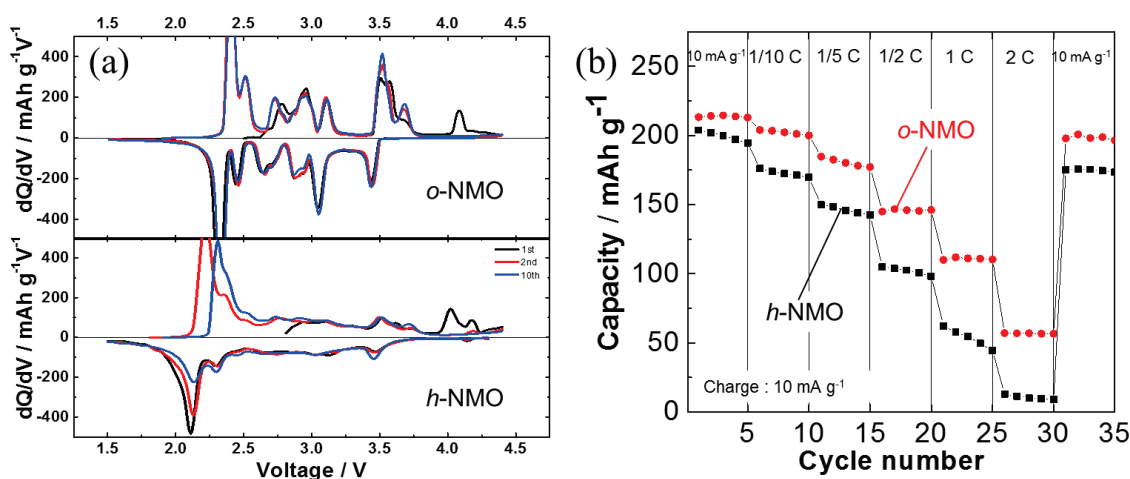 1.5 2.0 2.5 3.0 3.5 4.0 4.5
(a)
dQ/dV / mAh g⁻¹V⁻¹
400
200
0
-200
-400
o-NMO
dQ/dV / mAh g⁻¹V⁻¹
400
200
0
-200
-400
1st
2nd
10th
h-NMO
1.5 2.0 2.5 3.0 3.5 4.0 4.5
Voltage / V
(b)
Capacity / mAh g⁻¹
250
200
150
100
50
0
10 mA g⁻¹ 1/10 C 1/5 C 1/2 C 1 C 2 C 10 mA g⁻¹
o-NMO
h-NMO
Charge : 10 mA g⁻¹
5 10 15 20 25 30 35
Cycle number